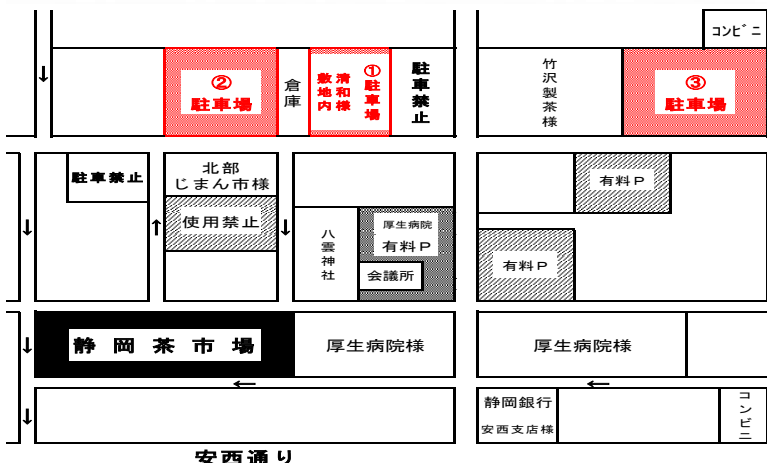 コンビニ
②
駐車場
倉庫
①駐車場
清和様
敷地内
駐車禁止
竹沢製茶様
③
駐車場
駐車禁止
北部
じまん市様
使用禁止
八雲神社
厚生病院
有料P
会議所
有料P
有料P
静岡茶市場
厚生病院様
厚生病院様
静岡銀行
安西支店様
コンビニ
安西通り